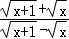 √x+1 + √x
√x+1 − √x